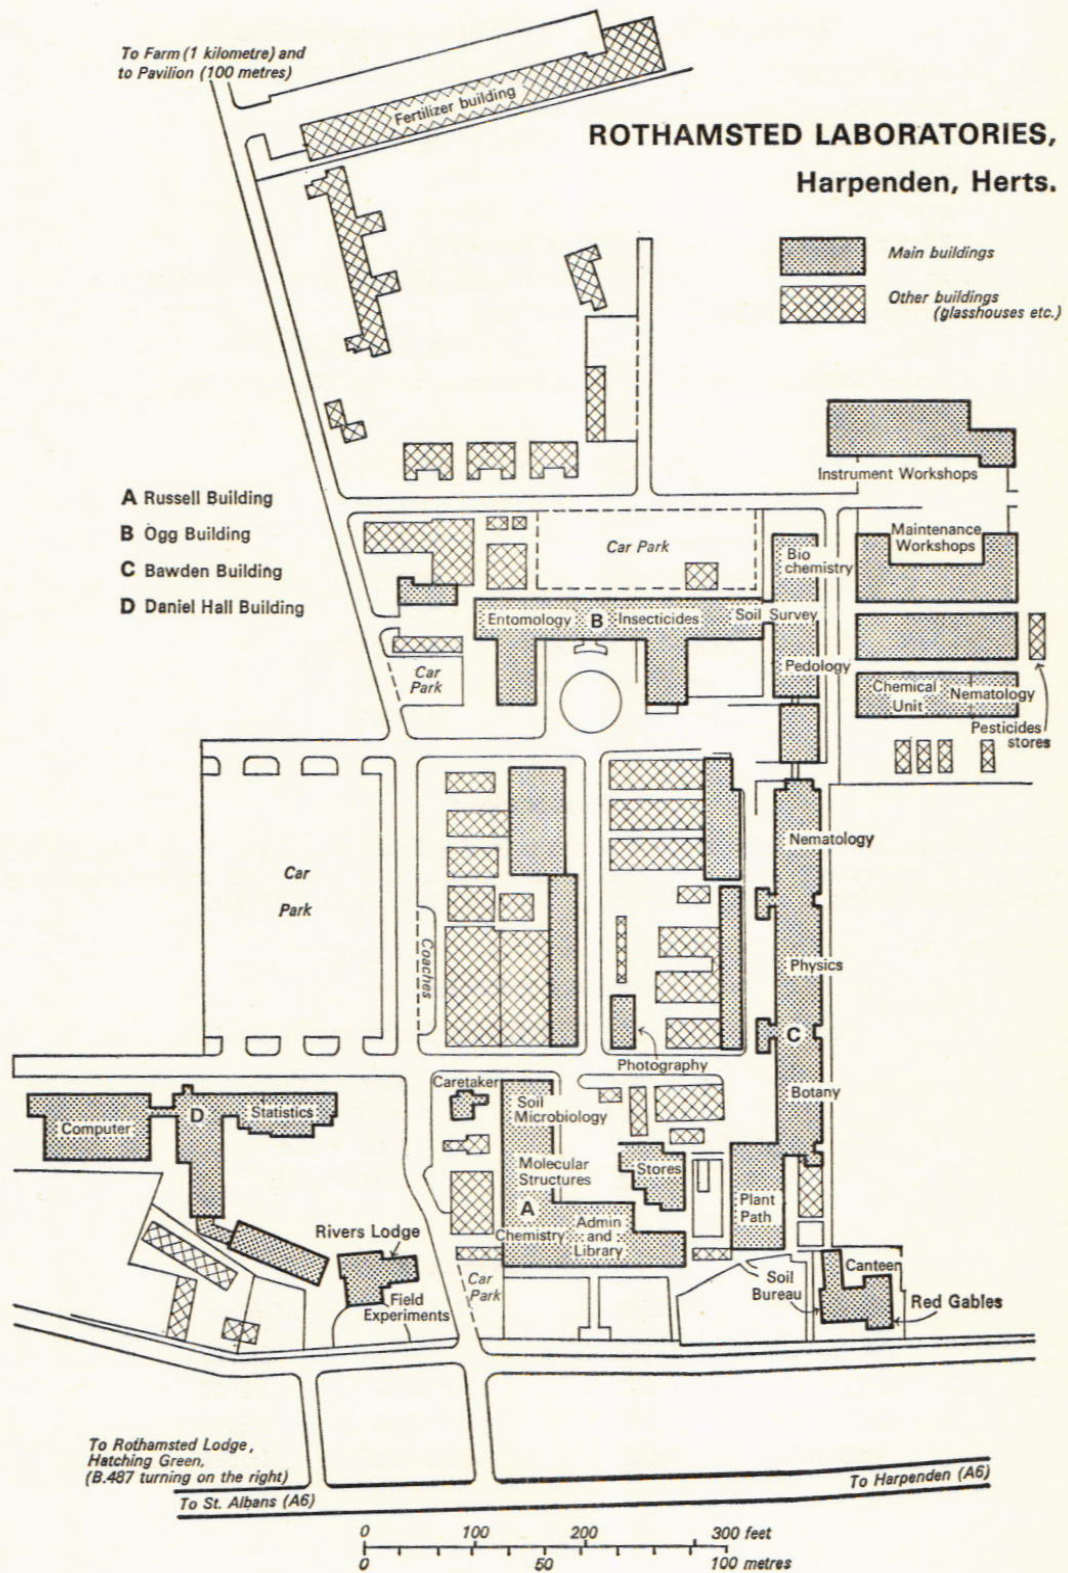 To Farm (1 kilometre) and
to Pavilion (100 metres)
Fertilizer building
ROTHAMSTED LABORATORIES,
Harpenden, Herts.
Main buildings
Other buildings
(glasshouses etc.)
A Russell Building
B Ogg Building
C Bawden Building
D Daniel Hall Building
Instrument Workshops
Maintenance
Workshops
Car Park
Bio
chemistry
Entomology
B
Insecticides
Soil Survey
Car
Park
Pedology
Chemical
Unit
Nematology
Pesticides
stores
Car
Park
Coaches
Nematology
Physics
C
Photography
Botany
Caretaker
Soil
Microbiology
Computer
D
Statistics
Molecular
Structures
Stores
A
Chemistry
Admin
and
Library
Plant
Path
Rivers Lodge
Field
Experiments
Car
Park
Soil
Bureau
Canteen
Red Gables
To Rothamsted Lodge,
Hatching Green,
(B.487 turning on the right)
To St. Albans (A6)
To Harpenden (A6)
0 100 200 300 feet
0 50 100 metres